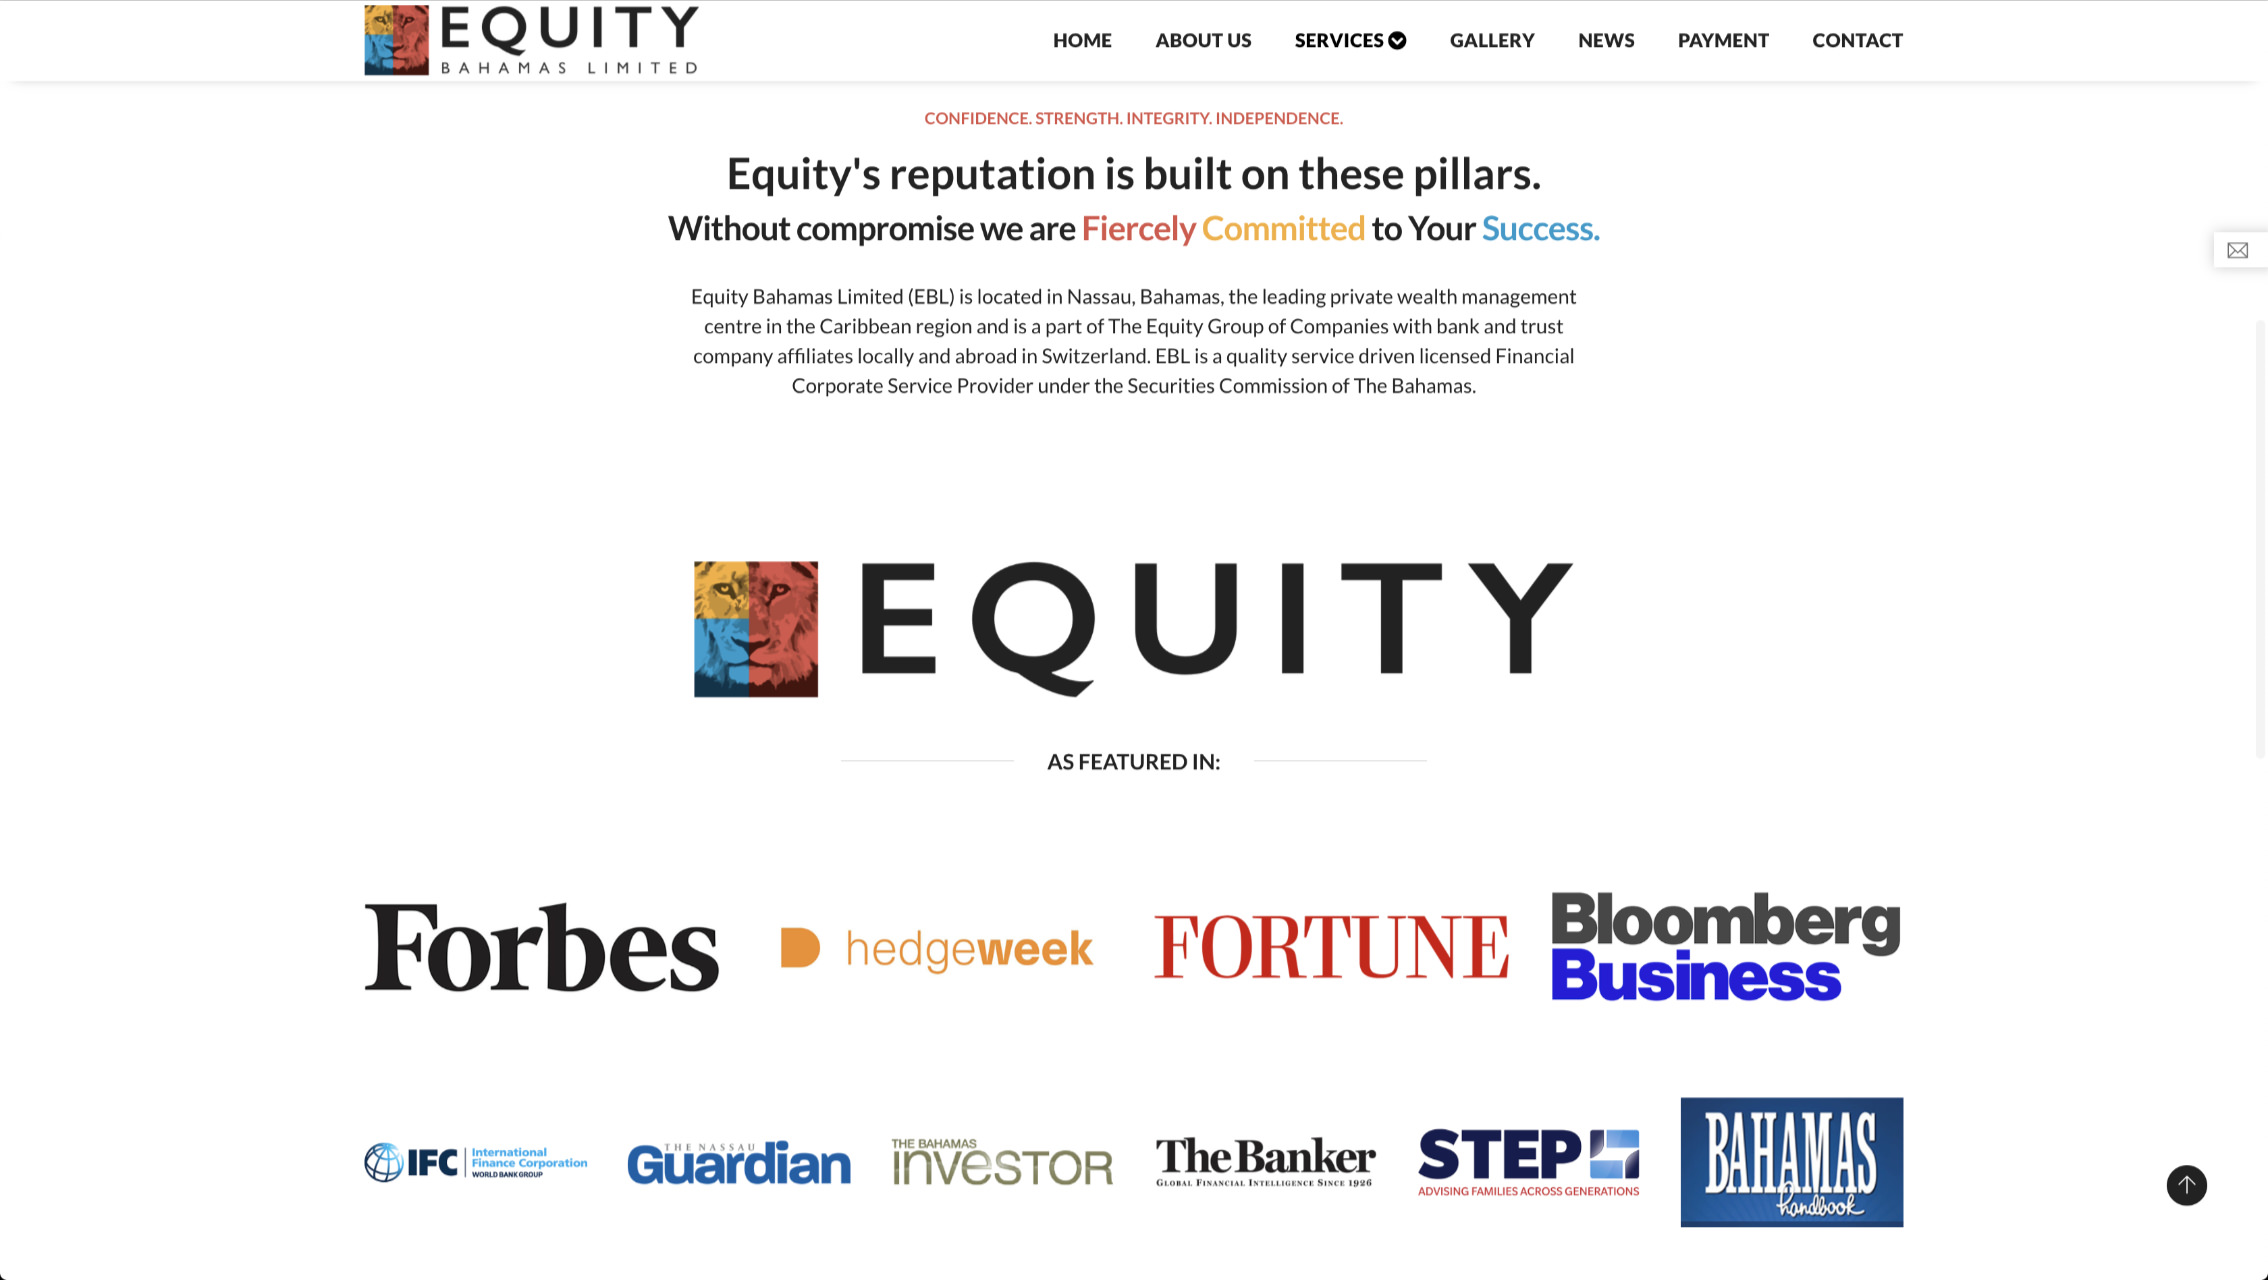 EQUITY
BAHAMAS LIMITED
HOME ABOUT US SERVICES GALLERY NEWS PAYMENT CONTACT
CONFIDENCE. STRENGTH. INTEGRITY. INDEPENDENCE.
Equity's reputation is built on these pillars.
Without compromise we are Fiercely Committed to Your Success.
Equity Bahamas Limited (EBL) is located in Nassau, Bahamas, the leading private wealth management
centre in the Caribbean region and is a part of The Equity Group of Companies with bank and trust
company affiliates locally and abroad in Switzerland. EBL is a quality service driven licensed Financial
Corporate Service Provider under the Securities Commission of The Bahamas.
EQUITY
AS FEATURED IN:
Forbes
hedgeweek
FORTUNE
Bloomberg
Business
IFC
International
Finance Corporation
WORLD BANK GROUP
THE NASSAU
Guardian
THE BAHAMAS
INVESTOR
The Banker
GLOBAL FINANCIAL INTELLIGENCE SINCE 1926
STEP
ADVISING FAMILIES ACROSS GENERATIONS
BAHAMAS
handbook